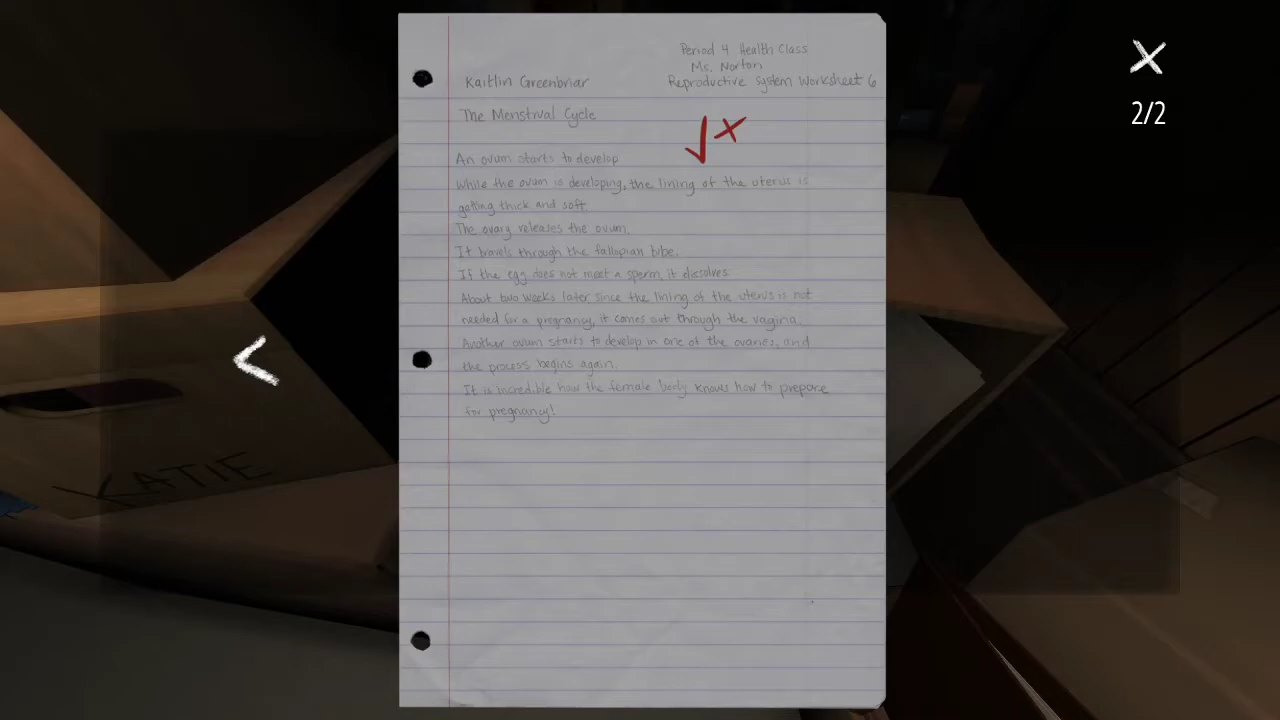 Period 4 Health Class
Ms. Norton
Kaitlin Greenbriar
Reproductive System Worksheet 6
The Menstrual Cycle
An ovum starts to develop
While the ovum is developing, the lining of the uterus is
getting thick and soft.
The ovary releases the ovum.
It travels through the fallopian tube.
If the egg does not meet a sperm, it dissolves
About two weeks later, since the lining of the uterus is not
needed for a pregnancy, it comes out through the vagina.
Another ovum starts to develop in one of the ovaries, and
the process begins again.
It is incredible how the female body knows how to prepare
for pregnancy!
2/2
KATIE